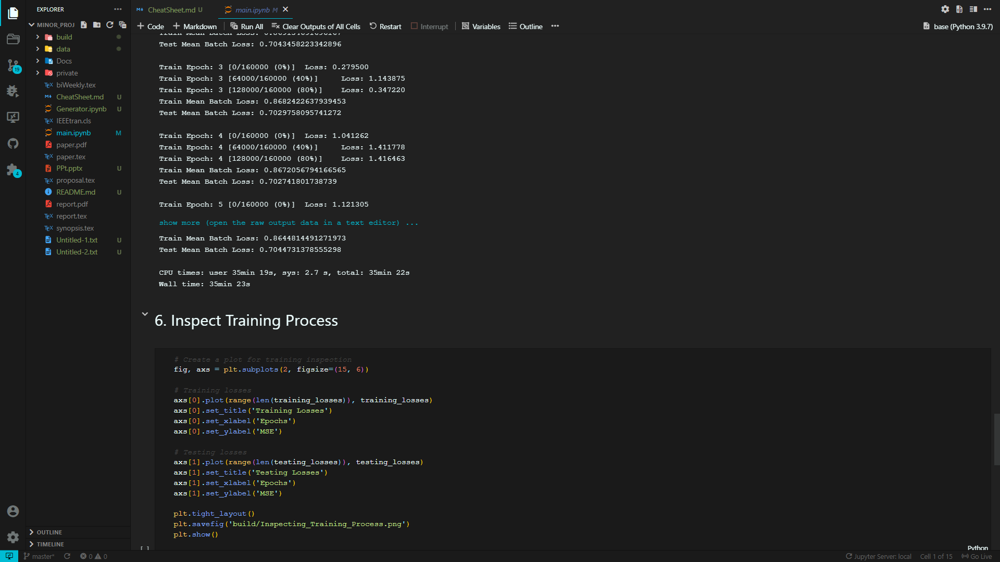 EXPLORER
CheatSheet.md U
main.ipynb M
MINOR_PROJ
Code
Markdown
Run All
Clear Outputs of All Cells
Restart
Interrupt
Variables
Outline
base (Python 3.9.7)
build
data
Docs
private
biWeekly.tex
CheatSheet.md U
Generator.ipynb U
IEEEtran.cls
main.ipynb M
paper.pdf
paper.tex
PPt.pptx U
proposal.tex
README.md U
report.pdf
report.tex
synopsis.tex
Untitled-1.txt U
Untitled-2.txt U
OUTLINE
TIMELINE
19
4
Train Mean Batch Loss:
Test Mean Batch Loss: 0.7043458223342896
Train Epoch: 3 [0/160000 (0%)] Loss: 0.279500
Train Epoch: 3 [64000/160000 (40%)] Loss: 1.143875
Train Epoch: 3 [128000/160000 (80%)] Loss: 0.347220
Train Mean Batch Loss: 0.8682422637939453
Test Mean Batch Loss: 0.7029758095741272
Train Epoch: 4 [0/160000 (0%)] Loss: 1.041262
Train Epoch: 4 [64000/160000 (40%)] Loss: 1.411778
Train Epoch: 4 [128000/160000 (80%)] Loss: 1.416463
Train Mean Batch Loss: 0.8672056794166565
Test Mean Batch Loss: 0.702741801738739
Train Epoch: 5 [0/160000 (0%)] Loss: 1.121305
show more (open the raw output data in a text editor) ...
Train Mean Batch Loss: 0.8644814491271973
Test Mean Batch Loss: 0.7044731378555298
CPU times: user 35min 19s, sys: 2.7 s, total: 35min 22s
Wall time: 35min 23s
6. Inspect Training Process
# Create a plot for training inspection
fig, axs = plt.subplots(2, figsize=(15, 6))
# Training losses
axs[0].plot(range(len(training_losses)), training_losses)
axs[0].set_title('Training Losses')
axs[0].set_xlabel('Epochs')
axs[0].set_ylabel('MSE')
# Testing losses
axs[1].plot(range(len(testing_losses)), testing_losses)
axs[1].set_title('Testing Losses')
axs[1].set_xlabel('Epochs')
axs[1].set_ylabel('MSE')
plt.tight_layout()
plt.savefig('build/Inspecting_Training_Process.png')
plt.show()
[ ]
Python
master*
0
0
Jupyter Server: local
Cell 1 of 15
Go Live